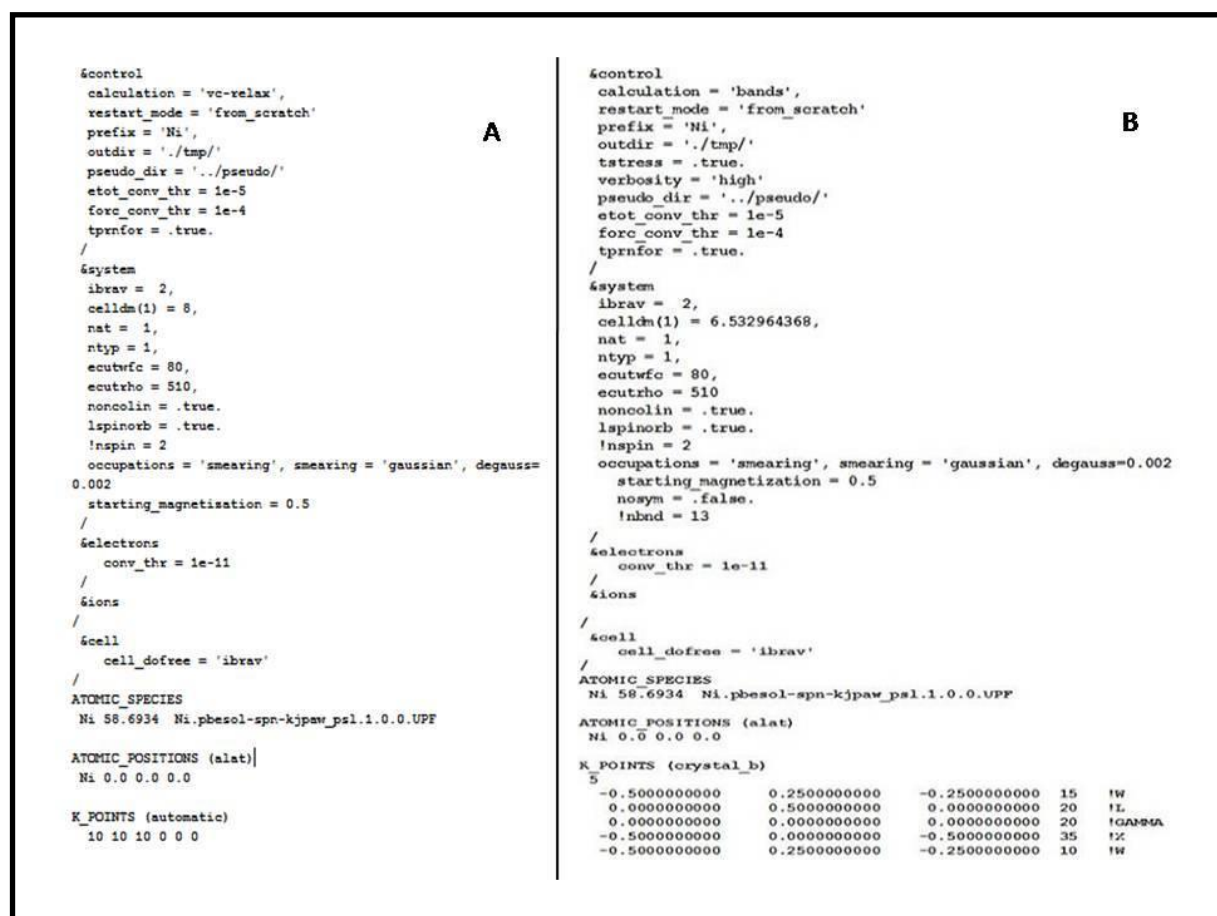 A
&control
calculation = 'vc-relax',
restart_mode = 'from_scratch'
prefix = 'Ni',
outdir = './tmp/'
pseudo_dir = '../pseudo/'
etot_conv_thr = 1e-5
forc_conv_thr = 1e-4
tprnfor = .true.
/
&system
ibrav = 2,
celldm(1) = 8,
nat = 1,
ntyp = 1,
ecutwfc = 80,
ecutrho = 510,
noncolin = .true.
lspinorb = .true.
!nspin = 2
occupations = 'smearing', smearing = 'gaussian', degauss=
0.002
starting_magnetization = 0.5
/
&electrons
conv_thr = 1e-11
/
&ions
/
&cell
cell_dofree = 'ibrav'
/
ATOMIC_SPECIES
Ni 58.6934 Ni.pbesol-spn-kjpaw_psl.1.0.0.UPF
ATOMIC_POSITIONS (alat)
Ni 0.0 0.0 0.0
K_POINTS (automatic)
10 10 10 0 0 0
B
&control
calculation = 'bands',
restart_mode = 'from_scratch'
prefix = 'Ni',
outdir = './tmp/'
tstress = .true.
verbosity = 'high'
pseudo_dir = '../pseudo/'
etot_conv_thr = 1e-5
forc_conv_thr = 1e-4
tprnfor = .true.
/
&system
ibrav = 2,
celldm(1) = 6.532964368,
nat = 1,
ntyp = 1,
ecutwfc = 80,
ecutrho = 510
noncolin = .true.
lspinorb = .true.
!nspin = 2
occupations = 'smearing', smearing = 'gaussian', degauss=0.002
starting_magnetization = 0.5
nosym = .false.
!nbnd = 13
/
&electrons
conv_thr = 1e-11
/
&ions
/
&cell
cell_dofree = 'ibrav'
/
ATOMIC_SPECIES
Ni 58.6934 Ni.pbesol-spn-kjpaw_psl.1.0.0.UPF
ATOMIC_POSITIONS (alat)
Ni 0.0 0.0 0.0
K_POINTS (crystal_b)
5
-0.5000000000 0.2500000000 -0.2500000000 15 !W
0.0000000000 0.5000000000 0.0000000000 20 !L
0.0000000000 0.0000000000 0.0000000000 20 !GAMMA
-0.5000000000 0.0000000000 -0.5000000000 35 !X
-0.5000000000 0.2500000000 -0.2500000000 10 !W